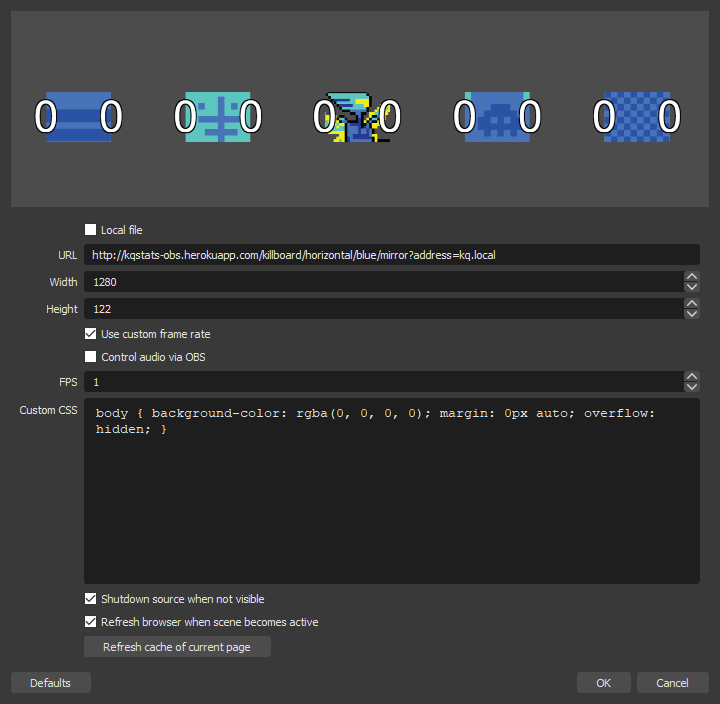 0 0 0 0 0 0 0 0 0 0
Local file
URL http://kqstats-obs.herokuapp.com/killboard/horizontal/blue/mirror?address=kq.local
Width 1280
Height 122
Use custom frame rate
Control audio via OBS
FPS 1
Custom CSS body { background-color: rgba(0, 0, 0, 0); margin: 0px auto; overflow:
hidden; }
Shutdown source when not visible
Refresh browser when scene becomes active
Refresh cache of current page
Defaults OK Cancel